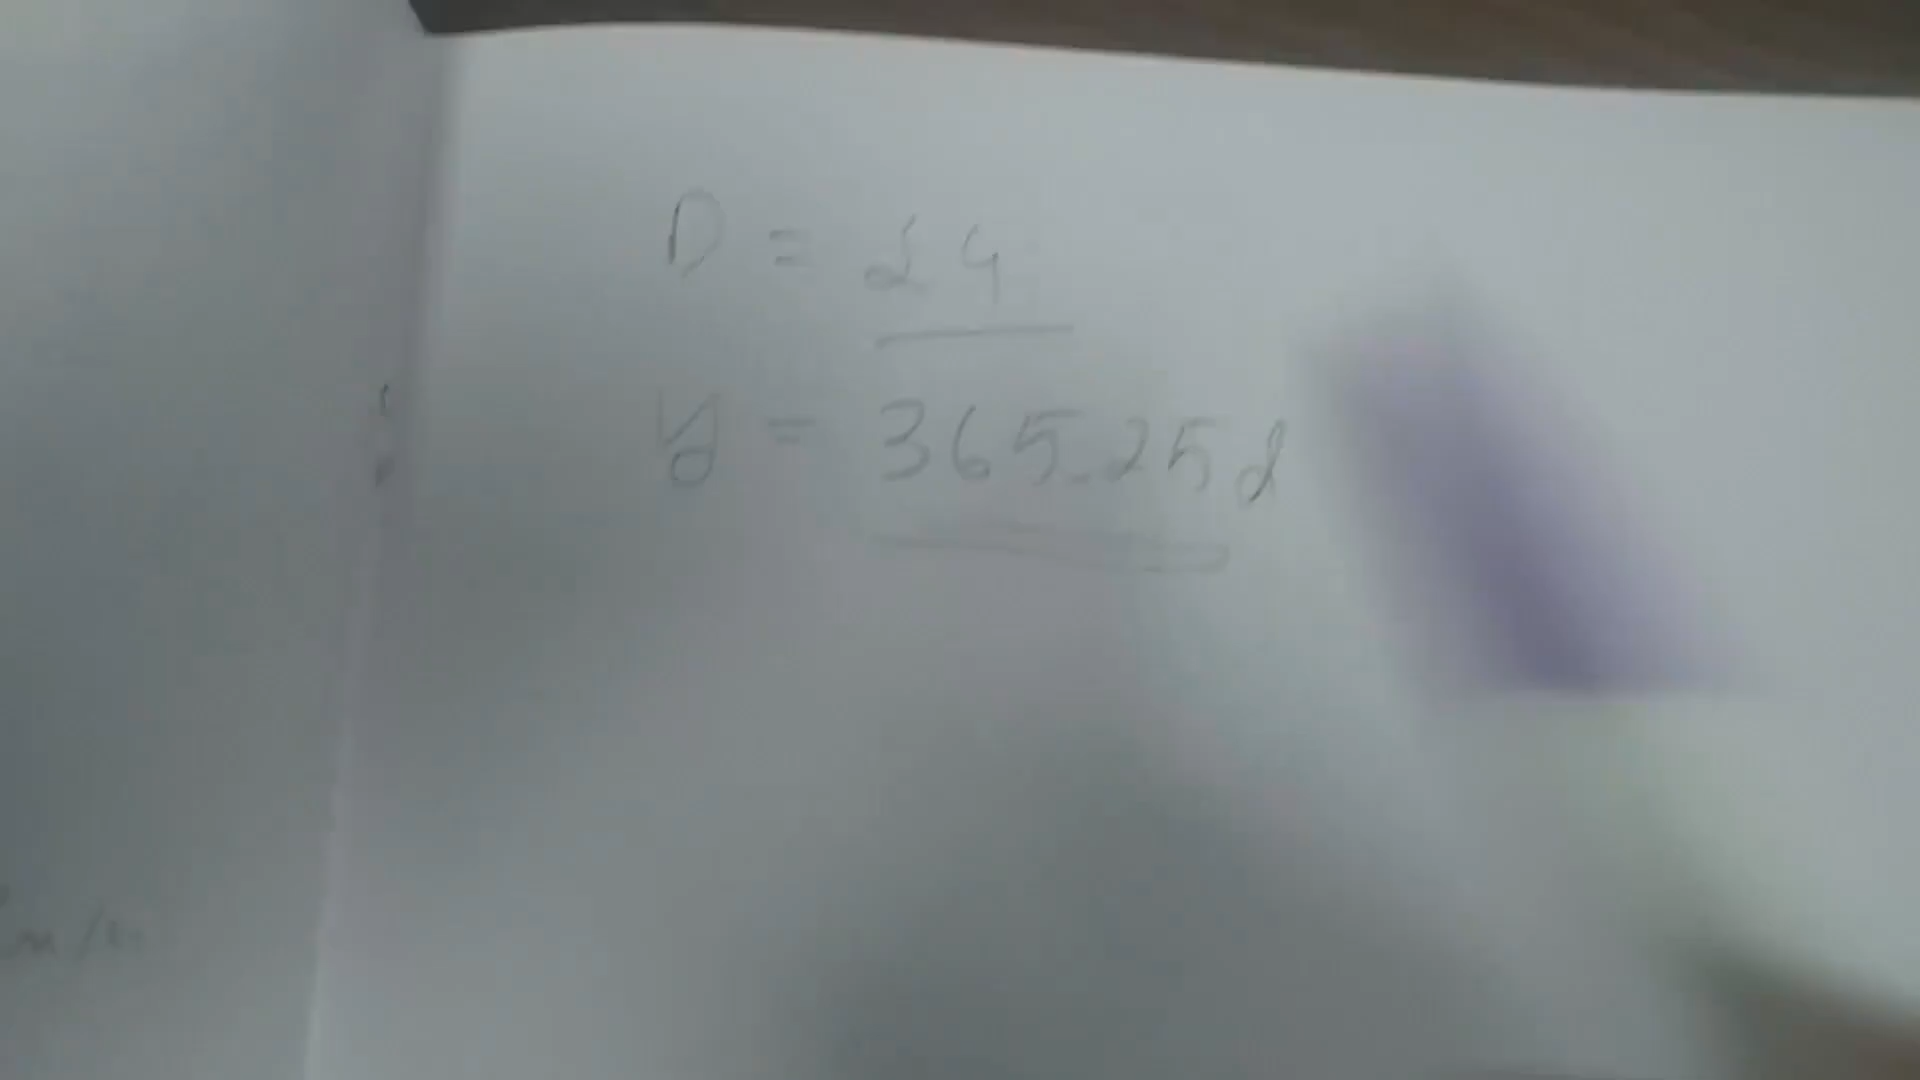 D = 24
y = 365.25d